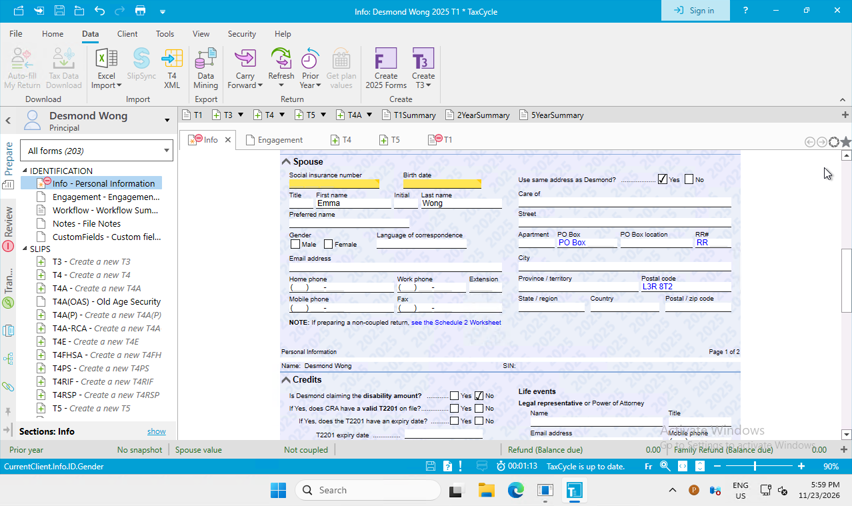 Info: Desmond Wong 2025 T1 * TaxCycle
Sign in
File Home Data Client Tools View Security Help
Auto-fill My Return
Tax Data Download
Excel Import
SlipSync
T4 XML
Data Mining
Carry Forward
Refresh
Prior Year
Get plan values
Create 2025 Forms
Create T3
Download Import Export Return Create
Desmond Wong
Principal
T1 T3 T4 T5 T4A T1Summary 2YearSummary 5YearSummary
Info Engagement T4 T5 T1
Prepare
Review
Tran...
All forms (203)
IDENTIFICATION
Info - Personal Information
Engagement - Engagemen...
Workflow - Workflow Sum...
Notes - File Notes
CustomFields - Custom fiel...
SLIPS
T3 - Create a new T3
T4 - Create a new T4
T4A - Create a new T4A
T4A(OAS) - Old Age Security
T4A(P) - Create a new T4A(P)
T4A-RCA - Create a new T4A
T4E - Create a new T4E
T4FHSA - Create a new T4FH
T4PS - Create a new T4PS
T4RIF - Create a new T4RIF
T4RSP - Create a new T4RSP
T5 - Create a new T5
Sections: Info show
Spouse
Social insurance number Birth date
Title First name Initial Last name
Emma Wong
Preferred name
Gender Language of correspondence
Male Female
Email address
Home phone Work phone Extension
( ) - ( ) -
Mobile phone Fax
( ) - ( ) -
NOTE: If preparing a non-coupled return, see the Schedule 2 Worksheet
Use same address as Desmond? Yes No
Care of
Street
Apartment PO Box PO Box location RR#
PO Box RR
City
Province / territory Postal code
L3R 8T2
State / region Country Postal / zip code
Personal Information Page 1 of 2
Name: Desmond Wong SIN:
Credits
Is Desmond claiming the disability amount? Yes No
If Yes, does CRA have a valid T2201 on file? Yes No
If Yes, does the T2201 have an expiry date? Yes No
T2201 expiry date
Life events
Legal representative or Power of Attorney
Name Title
Email address Mobile phone
Activate Windows
Go to Settings to activate Windows.
Prior year No snapshot Spouse value Not coupled Refund (Balance due) 0.00 Family Refund (Balance due) 0.00
CurrentClient.Info.ID.Gender 00:01:13 TaxCycle is up to date. Fr 90%
Search
ENG
US
5:59 PM
11/23/2026